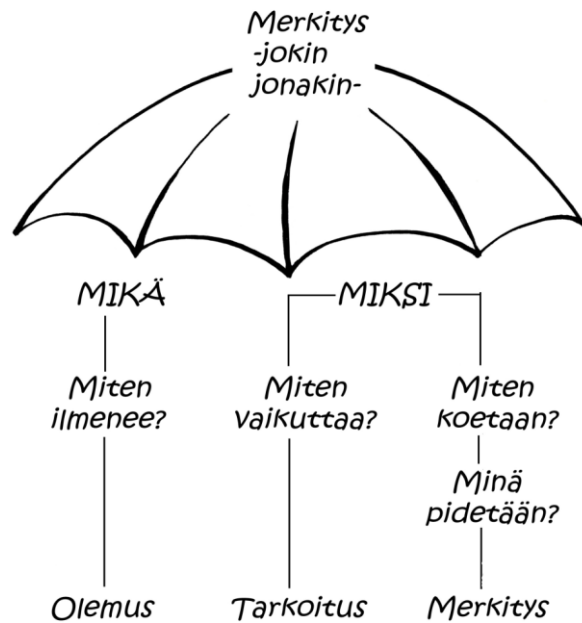 Merkitys
-jokin
jonakin-
MIKÄ
MIKSI
Miten
ilmenee?
Miten
vaikuttaa?
Miten
koetaan?
Minä
pidetään?
Olemus
Tarkoitus
Merkitys